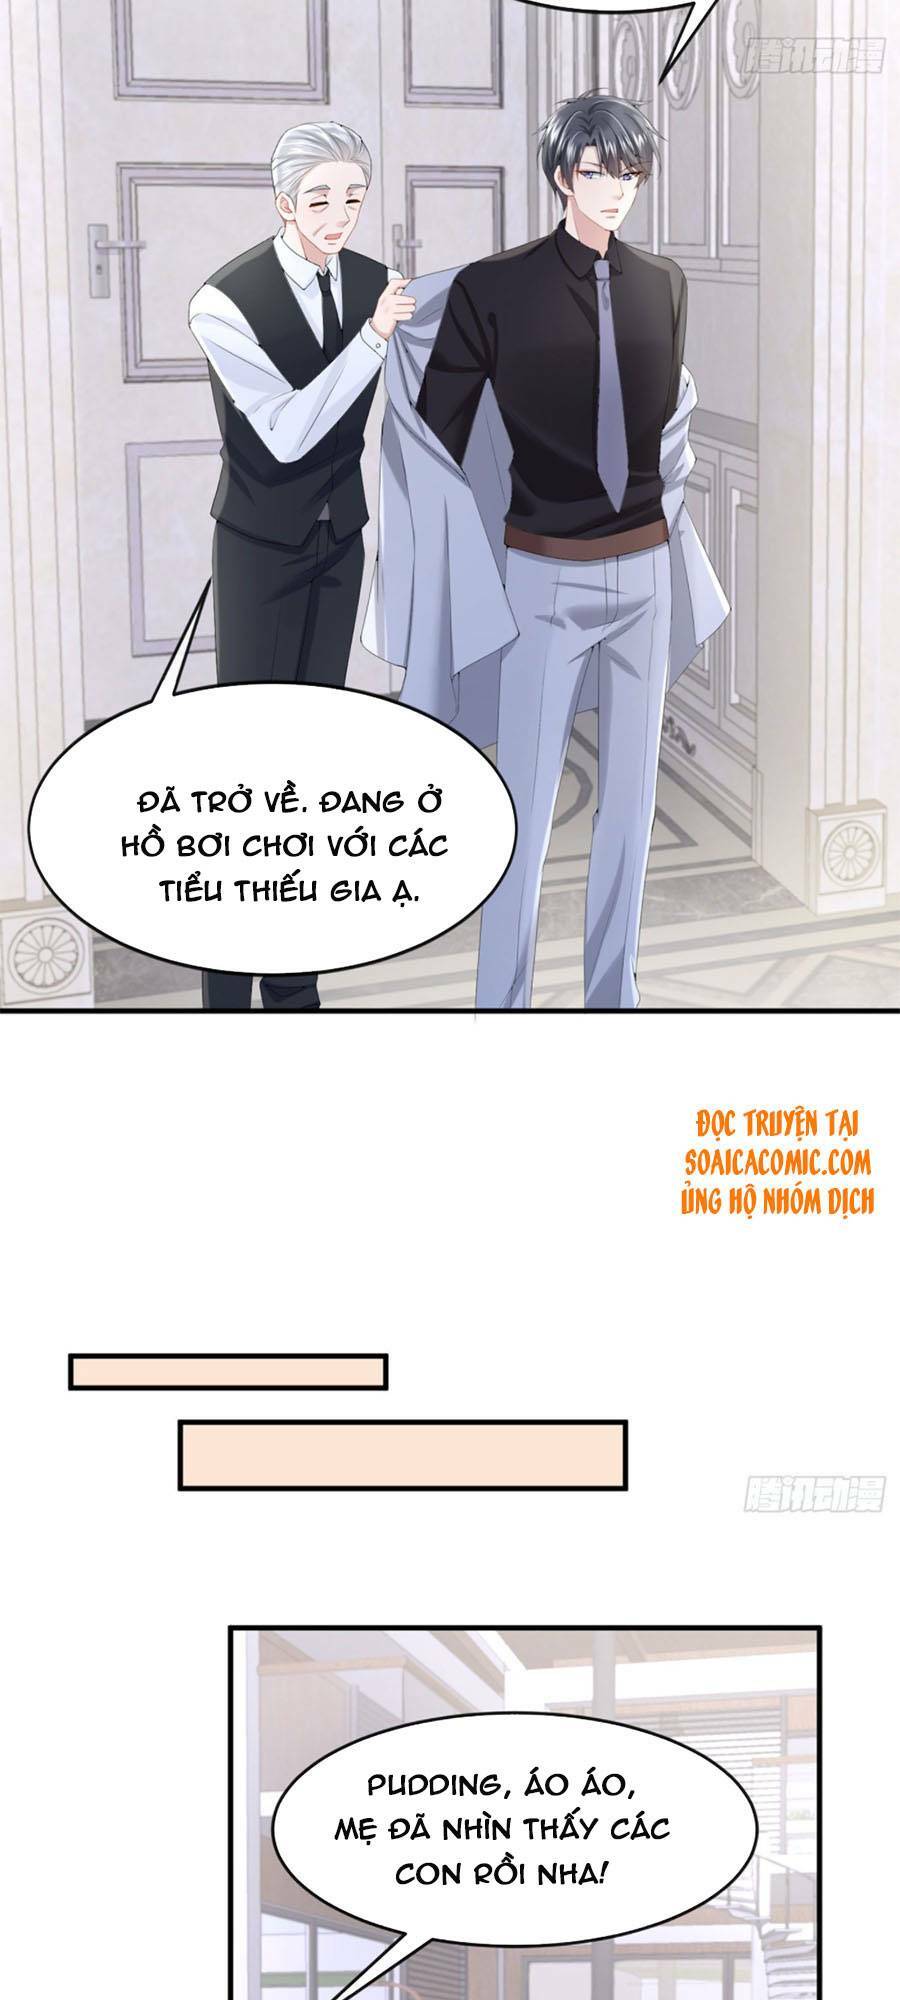 腾讯动漫
ĐÃ TRỞ VỀ. ĐANG Ở
HỒ BƠI CHƠI VỚI CÁC
TIỂU THIẾU GIA Ạ.
ĐỌC TRUYỆN TẠI
SOAICACOMIC.COM
ỦNG HỘ NHÓM DỊCH
腾讯动漫
PUDDING, ÁO ÁO,
MẸ ĐÃ NHÌN THẤY CÁC
CON RỒI NHA!